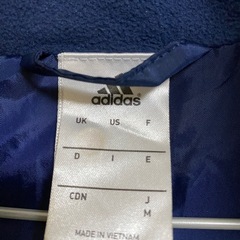 adidas
UK US F
D I E
CDN J
M
MADE IN VIETNAM